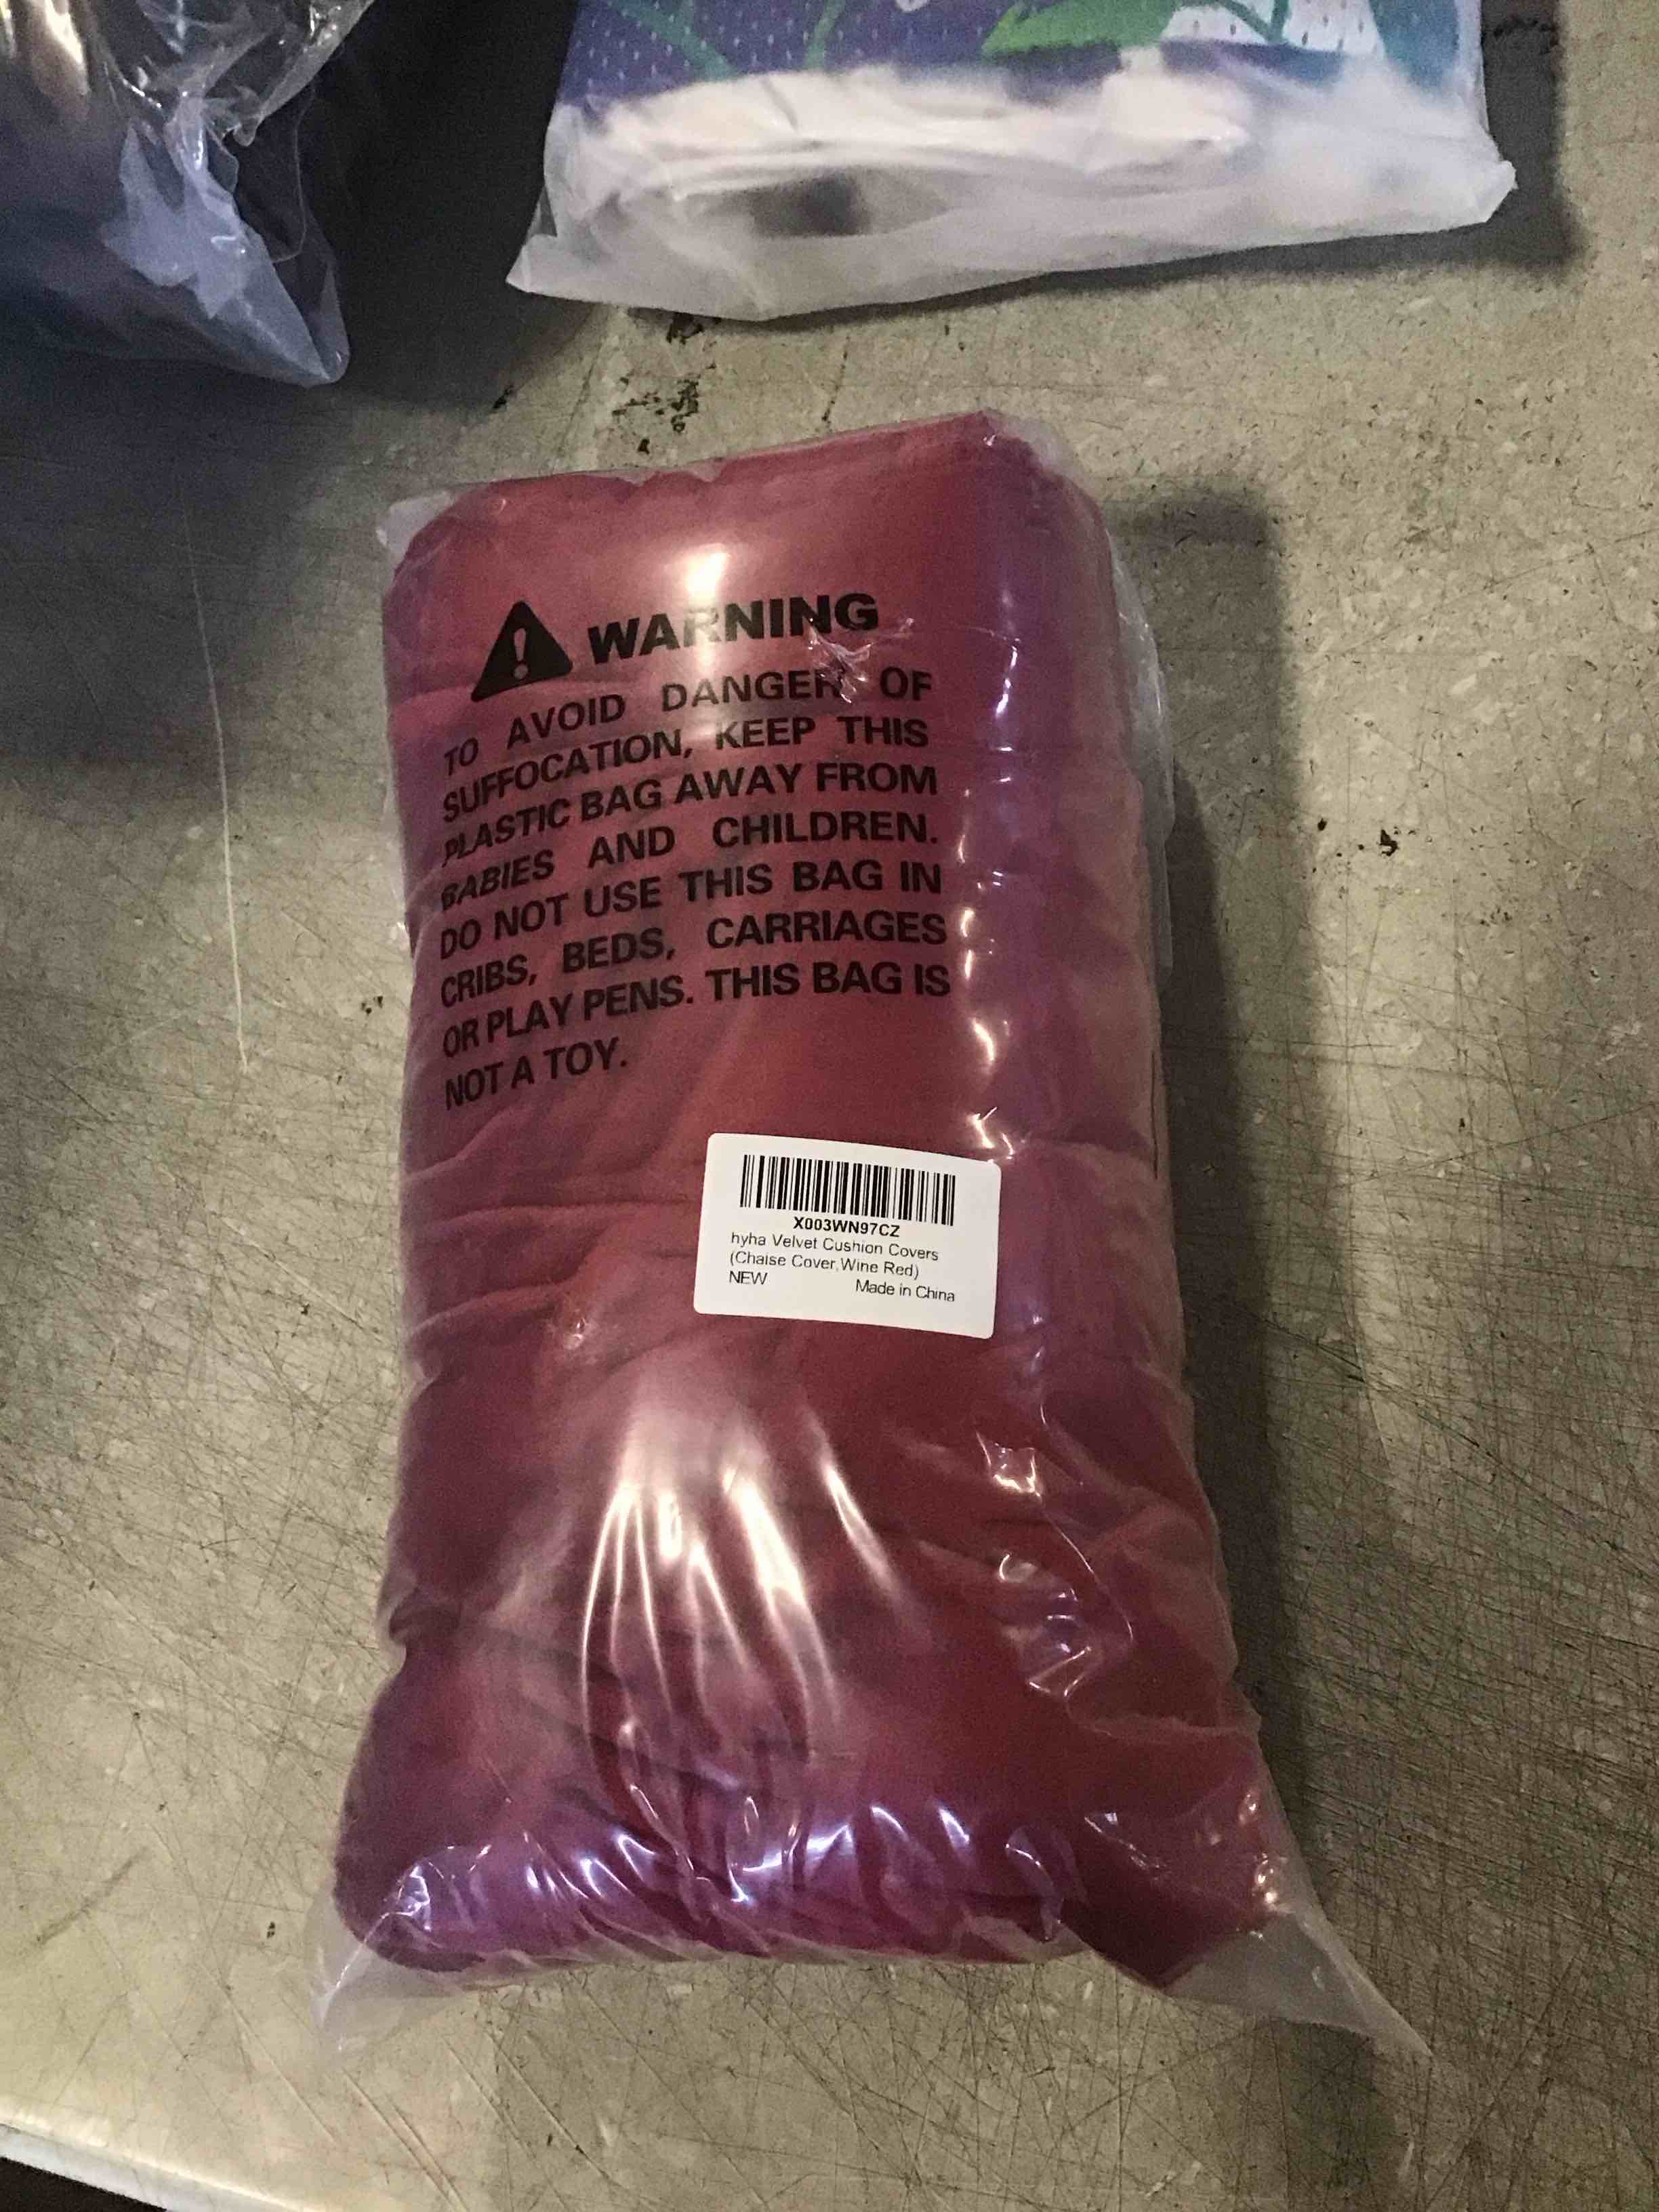 WARNING
TO AVOID DANGER OF
SUFFOCATION, KEEP THIS
PLASTIC BAG AWAY FROM
BABIES AND CHILDREN.
DO NOT USE THIS BAG IN
CRIBS, BEDS, CARRIAGES
OR PLAY PENS. THIS BAG IS
NOT A TOY.
X003WN97CZ
hyha Velvet Cushion Covers
(Chaise Cover,Wine Red)
NEW Made in China